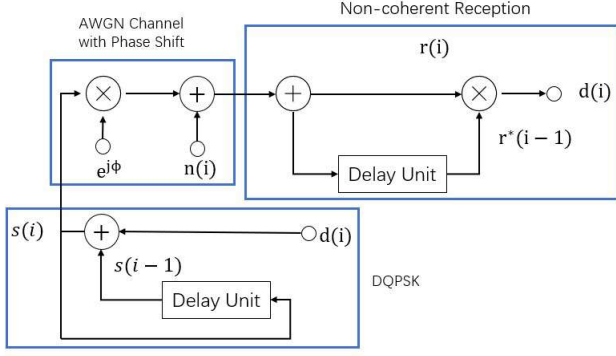 Non-coherent Reception
AWGN Channel
with Phase Shift
r(i)
×
+
+
×
d(i)
e^{jϕ}
n(i)
r*(i − 1)
Delay Unit
s(i)
+
d(i)
s(i − 1)
DQPSK
Delay Unit